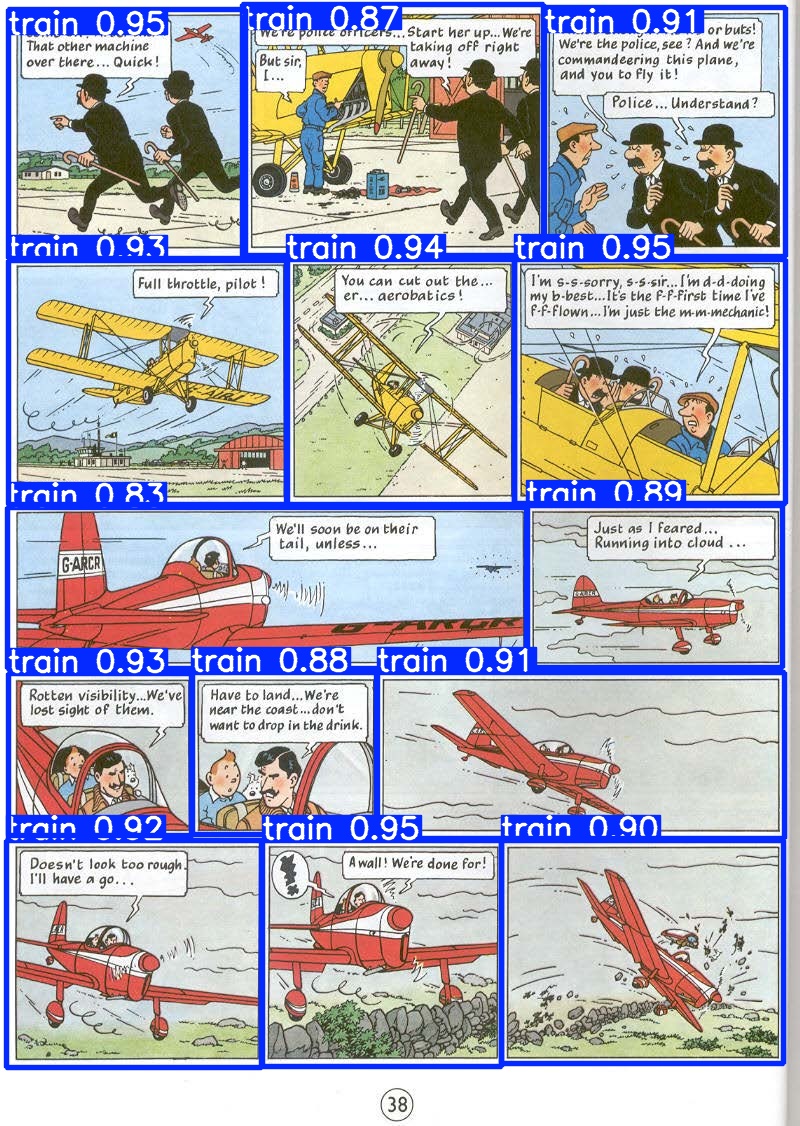 train 0.95
That other machine
over there... Quick!
train 0.87
We're police officers... Start her up... We're
taking off right
away!
But sir,
I...
train 0.91
or buts!
We're the police, see? And we're
commandeering this plane,
and you to fly it!
Police... Understand?
train 0.93
Full throttle, pilot!
train 0.94
You can cut out the...
er... aerobatics!
train 0.95
I'm s-s-sorry, s-s-sir... I'm d-d-doing
my b-best... It's the f-f-first time I've
f-f-flown... I'm just the m-m-mechanic!
train 0.83
We'll soon be on their
tail, unless...
G-ARCR
G-ARCR
train 0.89
Just as I feared...
Running into cloud...
G-ARCR
train 0.93
Rotten visibility... We've
lost sight of them.
train 0.88
Have to land... We're
near the coast... don't
want to drop in the drink.
train 0.91
train 0.92
Doesn't look too rough.
I'll have a go...
train 0.95
A wall! We're done for!
train 0.90
38